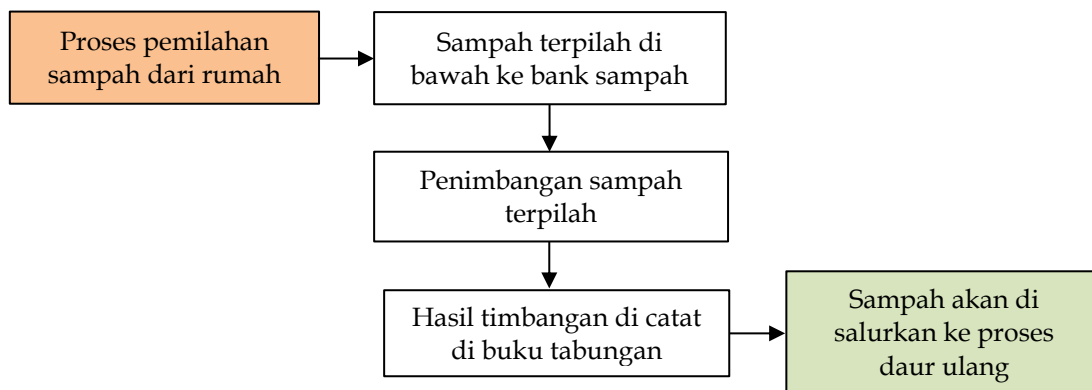 Proses pemilahan
sampah dari rumah
Sampah terpilah di
bawah ke bank sampah
Penimbangan sampah
terpilah
Hasil timbangan di catat
di buku tabungan
Sampah akan di
salurkan ke proses
daur ulang